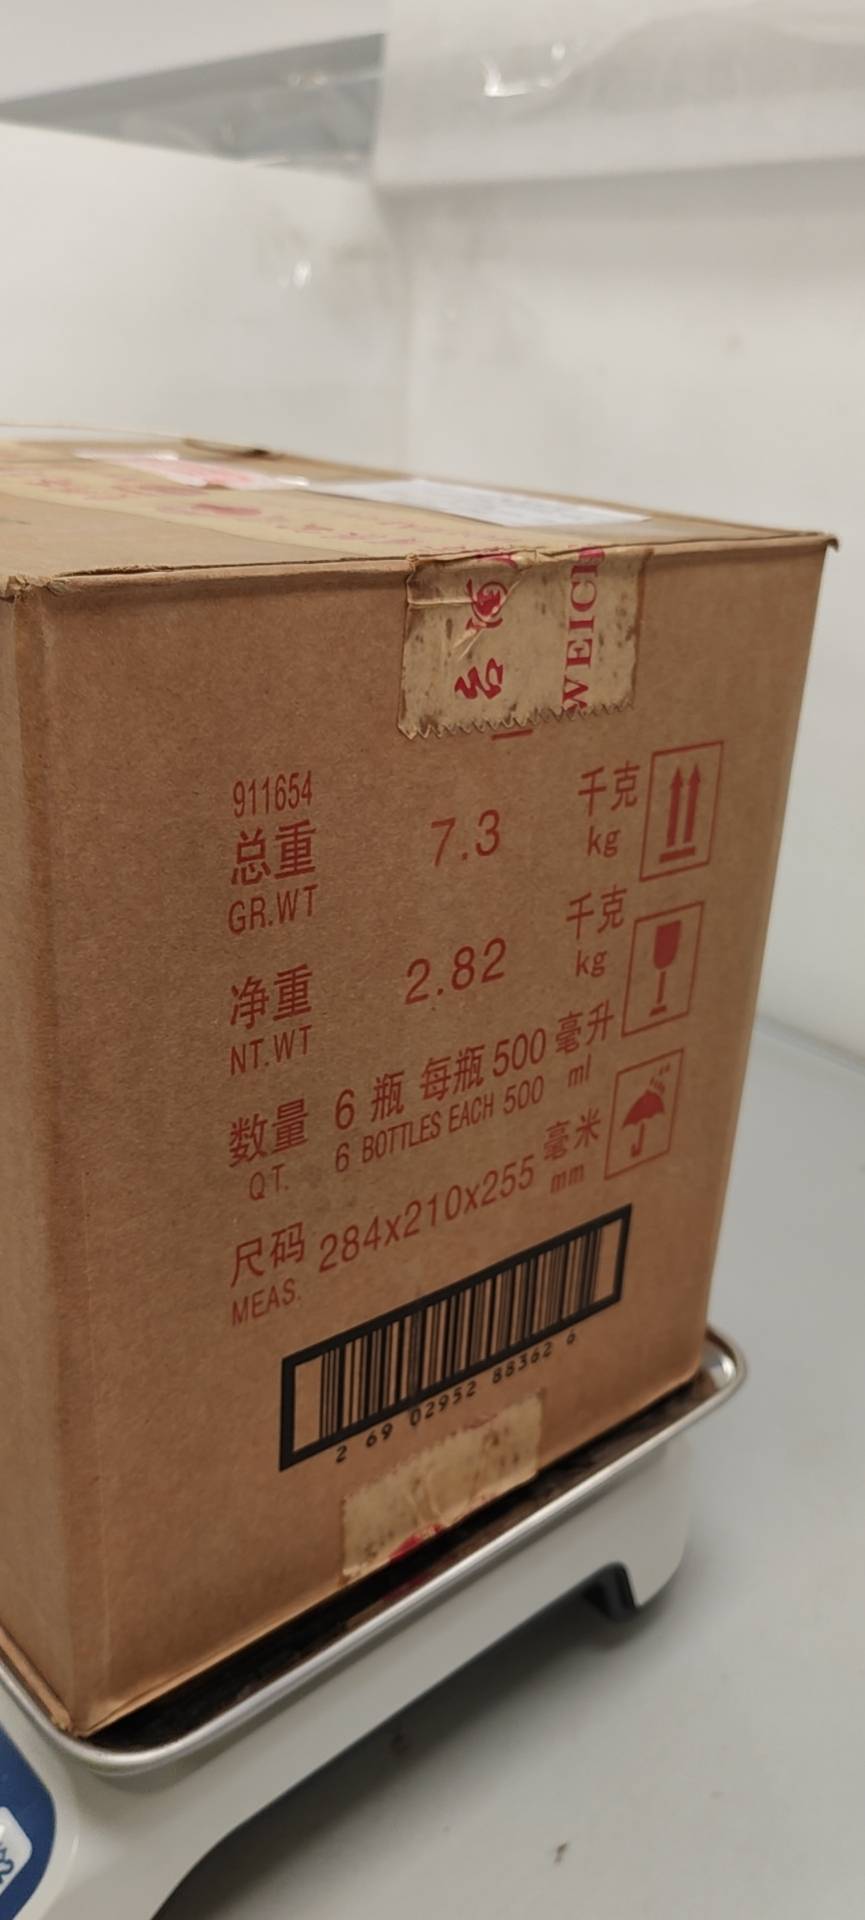 WEICH
911654
总重 7.3 千克
GR.WT kg
净重 2.82 千克
NT.WT kg
数量 6 瓶 每瓶 500 毫升
QT. 6 BOTTLES EACH 500 ml
尺码 284x210x255 毫米
MEAS. mm
2 69 02952 88362 6